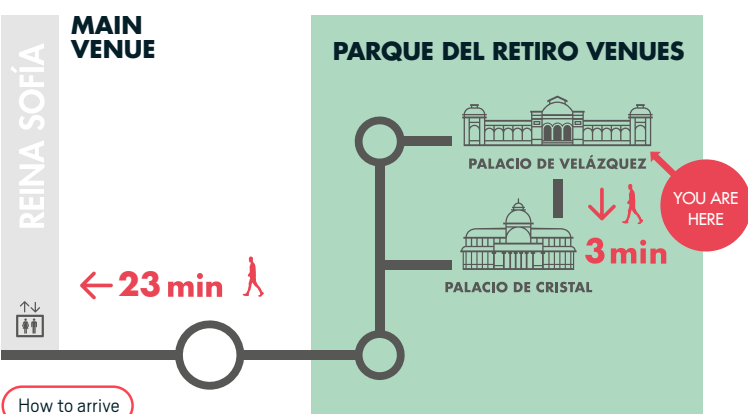 REINA SOFÍA
MAIN
VENUE
PARQUE DEL RETIRO VENUES
PALACIO DE VELÁZQUEZ
YOU ARE
HERE
3 min
PALACIO DE CRISTAL
23 min
How to arrive